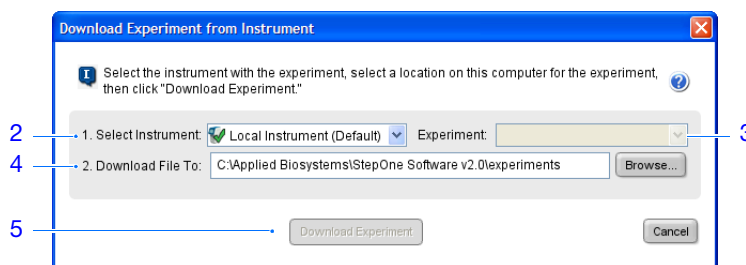 Download Experiment from Instrument
Select the instrument with the experiment, select a location on this computer for the experiment,
then click "Download Experiment."
2 1. Select Instrument: Local Instrument (Default) Experiment: 3
4 2. Download File To: C:\Applied Biosystems\StepOne Software v2.0\experiments Browse...
5 Download Experiment Cancel